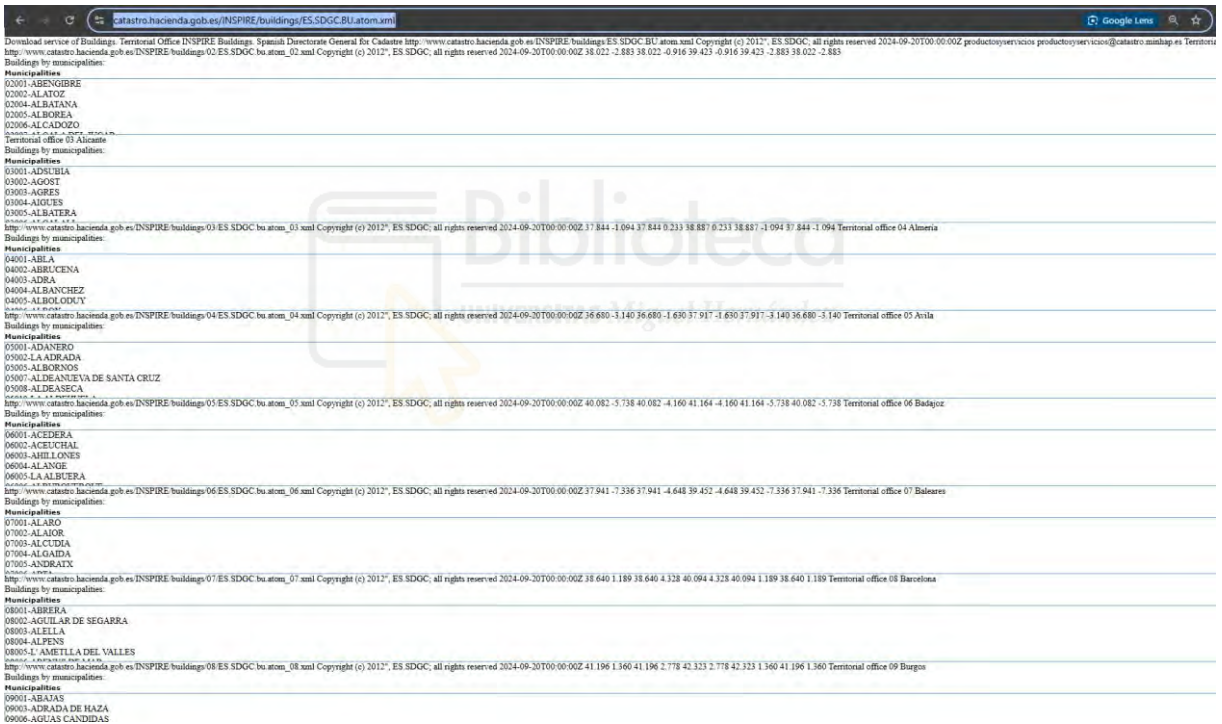 catastro.hacienda.gob.es/INSPIRE/buildings/ES.SDGC.BU.atom.xml
Google Lens
Download service of Buildings. Territorial Office INSPIRE Buildings. Spanish Directorate General for Cadastre http://www.catastro.hacienda.gob.es/INSPIRE/buildings/ES.SDGC.BU.atom.xml Copyright (c) 2012", ES.SDGC; all rights reserved 2024-09-20T00:00:00Z productosyservicios productosyservicios@catastro.minhap.es Territoria
http://www.catastro.hacienda.gob.es/INSPIRE/buildings/02/ES.SDGC.bu.atom_02.xml Copyright (c) 2012", ES.SDGC; all rights reserved 2024-09-20T00:00:00Z 38.022 -2.883 38.022 -0.916 39.423 -0.916 39.423 -2.883 38.022 -2.883
Buildings by municipalities:
Municipalities
02001-ABENGIBRE
02002-ALATOZ
02004-ALBATANA
02005-ALBOREA
02006-ALCADOZO
Territorial office 03 Alicante
Buildings by municipalities:
Municipalities
03001-ADSUBIA
03002-AGOST
03003-AGRES
03004-AIGUES
03005-ALBATERA
http://www.catastro.hacienda.gob.es/INSPIRE/buildings/03/ES.SDGC.bu.atom_03.xml Copyright (c) 2012", ES.SDGC; all rights reserved 2024-09-20T00:00:00Z 37.844 -1.094 37.844 0.233 38.887 0.233 38.887 -1.094 37.844 -1.094 Territorial office 04 Almería
Buildings by municipalities:
Municipalities
04001-ABLA
04002-ABRUCENA
04003-ADRA
04004-ALBANCHEZ
04005-ALBOLODUY
http://www.catastro.hacienda.gob.es/INSPIRE/buildings/04/ES.SDGC.bu.atom_04.xml Copyright (c) 2012", ES.SDGC; all rights reserved 2024-09-20T00:00:00Z 36.680 -3.140 36.680 -1.630 37.917 -1.630 37.917 -3.140 36.680 -3.140 Territorial office 05 Avila
Buildings by municipalities:
Municipalities
05001-ADANERO
05002-LA ADRADA
05005-ALBORNOS
05007-ALDEANUEVA DE SANTA CRUZ
05008-ALDEASECA
http://www.catastro.hacienda.gob.es/INSPIRE/buildings/05/ES.SDGC.bu.atom_05.xml Copyright (c) 2012", ES.SDGC; all rights reserved 2024-09-20T00:00:00Z 40.082 -5.738 40.082 -4.160 41.164 -4.160 41.164 -5.738 40.082 -5.738 Territorial office 06 Badajoz
Buildings by municipalities:
Municipalities
06001-ACEDERA
06002-ACEUCHAL
06003-AHILLONES
06004-ALANGE
06005-LA ALBUERA
http://www.catastro.hacienda.gob.es/INSPIRE/buildings/06/ES.SDGC.bu.atom_06.xml Copyright (c) 2012", ES.SDGC; all rights reserved 2024-09-20T00:00:00Z 37.941 -7.336 37.941 -4.648 39.452 -4.648 39.452 -7.336 37.941 -7.336 Territorial office 07 Baleares
Buildings by municipalities:
Municipalities
07001-ALARO
07002-ALAIOR
07003-ALCUDIA
07004-ALGAIDA
07005-ANDRATX
http://www.catastro.hacienda.gob.es/INSPIRE/buildings/07/ES.SDGC.bu.atom_07.xml Copyright (c) 2012", ES.SDGC; all rights reserved 2024-09-20T00:00:00Z 38.640 1.189 38.640 4.328 40.094 4.328 40.094 1.189 38.640 1.189 Territorial office 08 Barcelona
Buildings by municipalities:
Municipalities
08001-ABRERA
08002-AGUILAR DE SEGARRA
08003-ALELLA
08004-ALPENS
08005-L' AMETLLA DEL VALLES
http://www.catastro.hacienda.gob.es/INSPIRE/buildings/08/ES.SDGC.bu.atom_08.xml Copyright (c) 2012", ES.SDGC; all rights reserved 2024-09-20T00:00:00Z 41.196 1.360 41.196 2.778 42.323 2.778 42.323 1.360 41.196 1.360 Territorial office 09 Burgos
Buildings by municipalities:
Municipalities
09001-ABAJAS
09003-ADRADA DE HAZA
09006-AGUAS CANDIDAS
Biblioteca
UNIVERSITAS Miguel Hernández